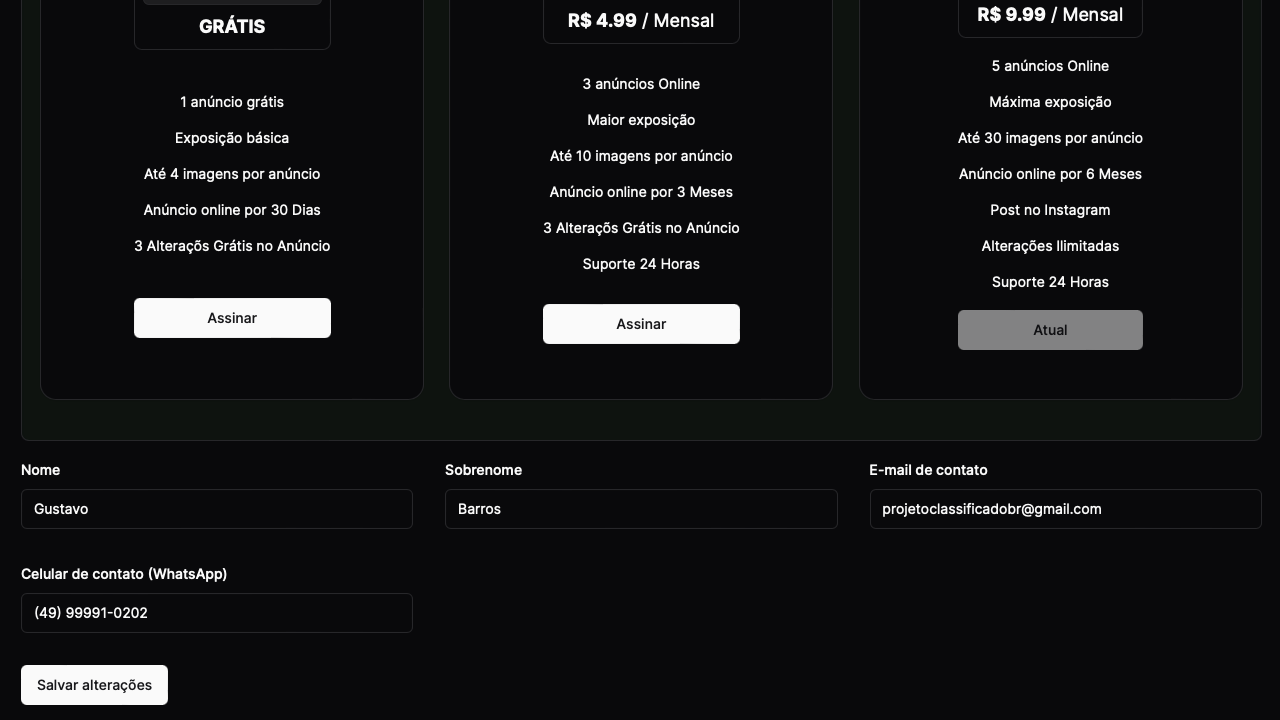 GRÁTIS
1 anúncio grátis
Exposição básica
Até 4 imagens por anúncio
Anúncio online por 30 Dias
3 Alteraçõs Grátis no Anúncio
Assinar
R$ 4.99 / Mensal
3 anúncios Online
Maior exposição
Até 10 imagens por anúncio
Anúncio online por 3 Meses
3 Alteraçõs Grátis no Anúncio
Suporte 24 Horas
Assinar
R$ 9.99 / Mensal
5 anúncios Online
Máxima exposição
Até 30 imagens por anúncio
Anúncio online por 6 Meses
Post no Instagram
Alterações Ilimitadas
Suporte 24 Horas
Atual
Nome
Gustavo
Sobrenome
Barros
E-mail de contato
projetoclassificadobr@gmail.com
Celular de contato (WhatsApp)
(49) 99991-0202
Salvar alterações